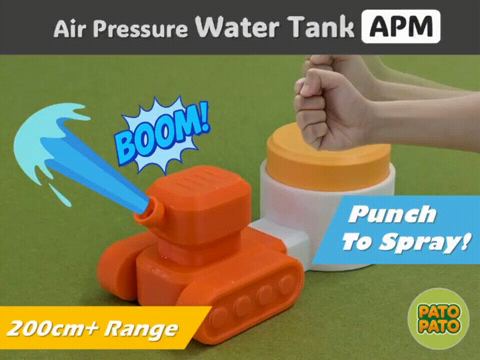 Air Pressure Water Tank APM
BOOM!
Punch
To Spray!
200cm+ Range
PATO
PATO